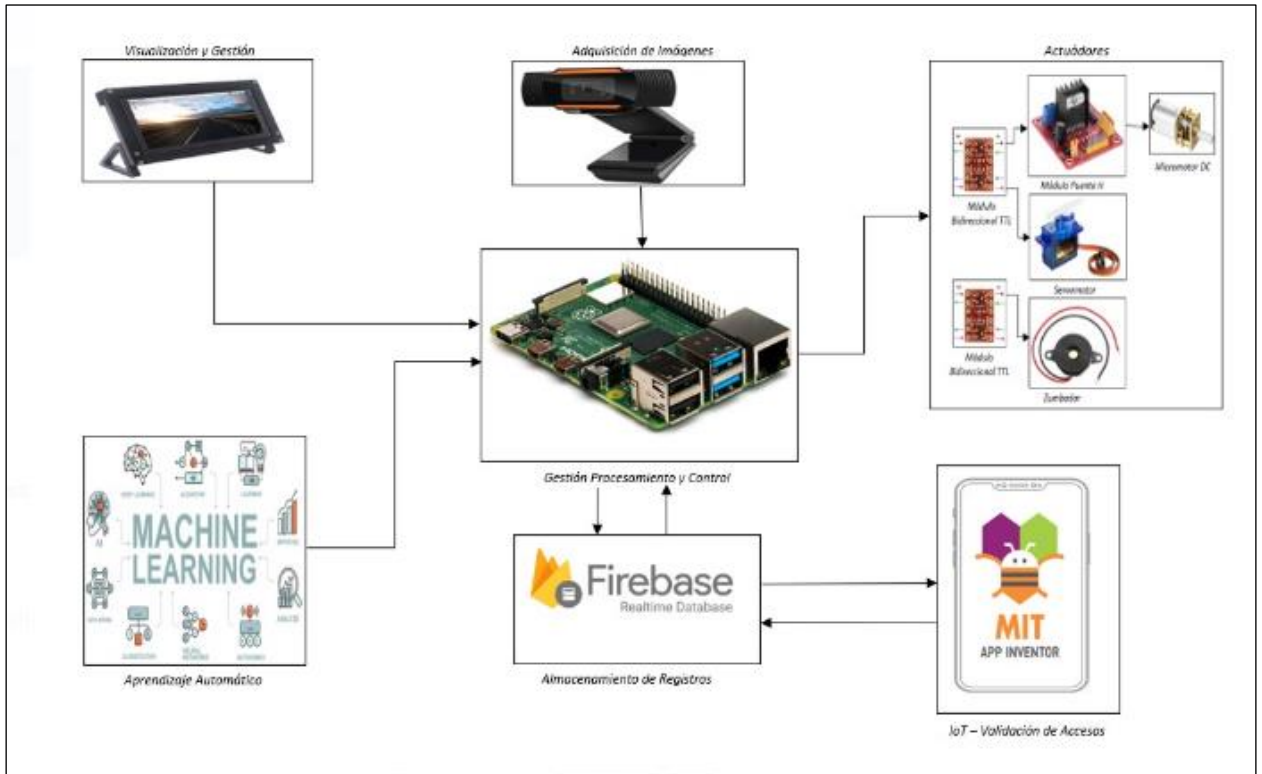 Visualización y Gestión
Adquisición de Imágenes
Actuadores
Módulo Puente H
Micromotor DC
Módulo
Bidireccional TTL
Servomotor
Módulo
Bidireccional TTL
Zumbador
Gestión Procesamiento y Control
AI
MACHINE
LEARNING
Firebase
Realtime Database
MIT
APP INVENTOR
Aprendizaje Automático
Almacenamiento de Registros
IoT – Validación de Accesos